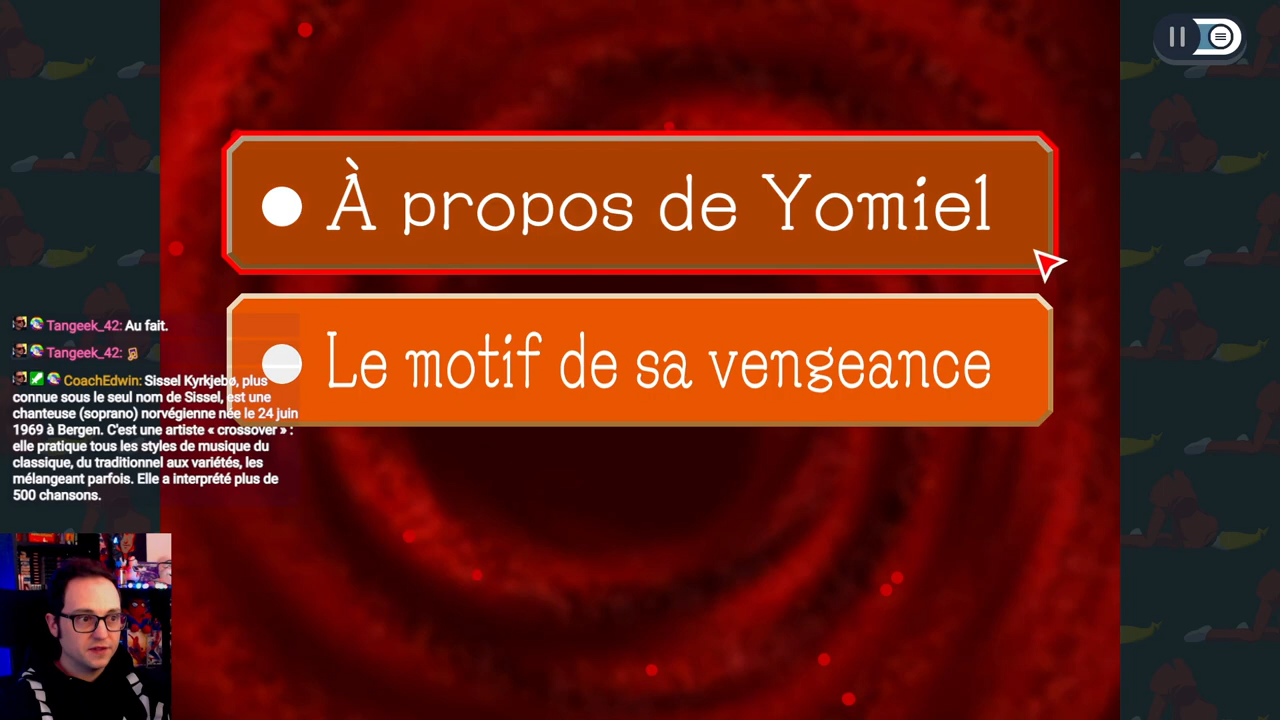 À propos de Yomiel
Le motif de sa vengeance
Tangeek_42: Au fait.
Tangeek_42:
CoachEdwin: Sissel Kyrkjebø, plus
connue sous le seul nom de Sissel, est une
chanteuse (soprano) norvégienne née le 24 juin
1969 à Bergen. C'est une artiste « crossover » :
elle pratique tous les styles de musique du
classique, du traditionnel aux variétés, les
mélangeant parfois. Elle a interprété plus de
500 chansons.